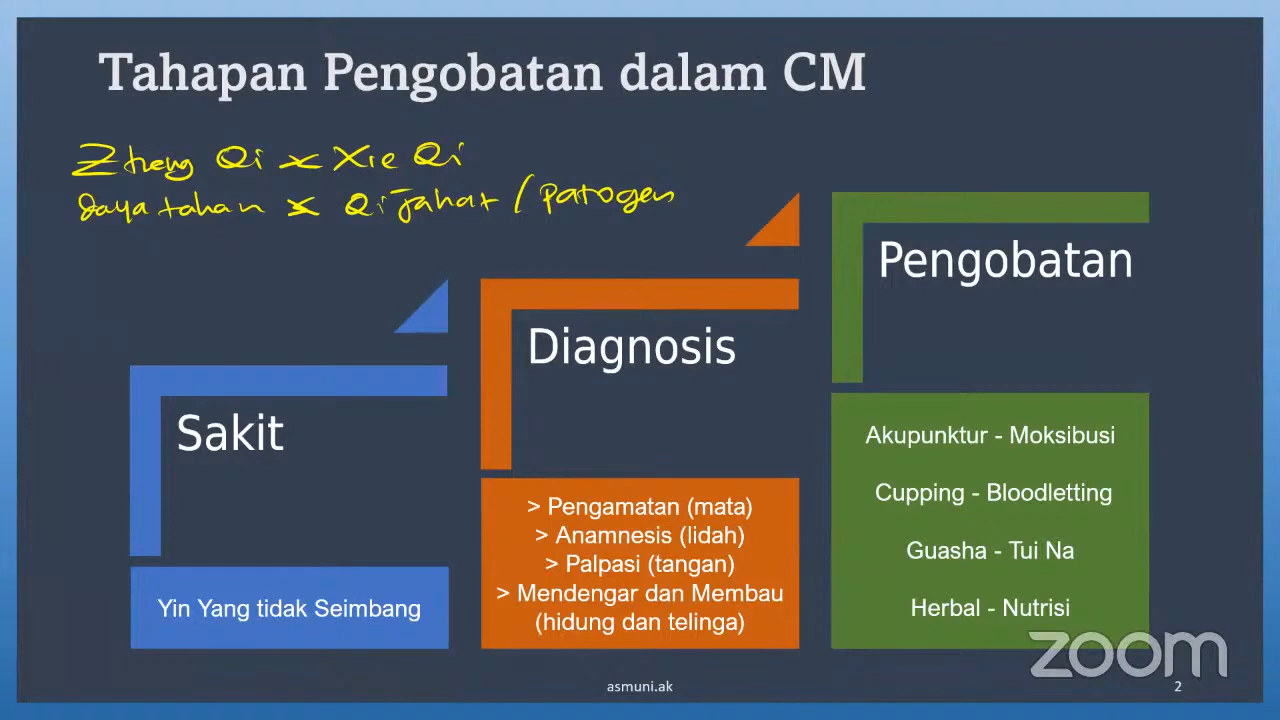 Tahapan Pengobatan dalam CM
Zheng Qi × Xie Qi
Daya tahan × Qi Jahat / Patogen
Pengobatan
Diagnosis
Sakit
Akupunktur - Moksibusi
Cupping - Bloodletting
Guasha - Tui Na
Herbal - Nutrisi
> Pengamatan (mata)
> Anamnesis (lidah)
> Palpasi (tangan)
> Mendengar dan Membau
(hidung dan telinga)
Yin Yang tidak Seimbang
zoom
asmuni.ak
2